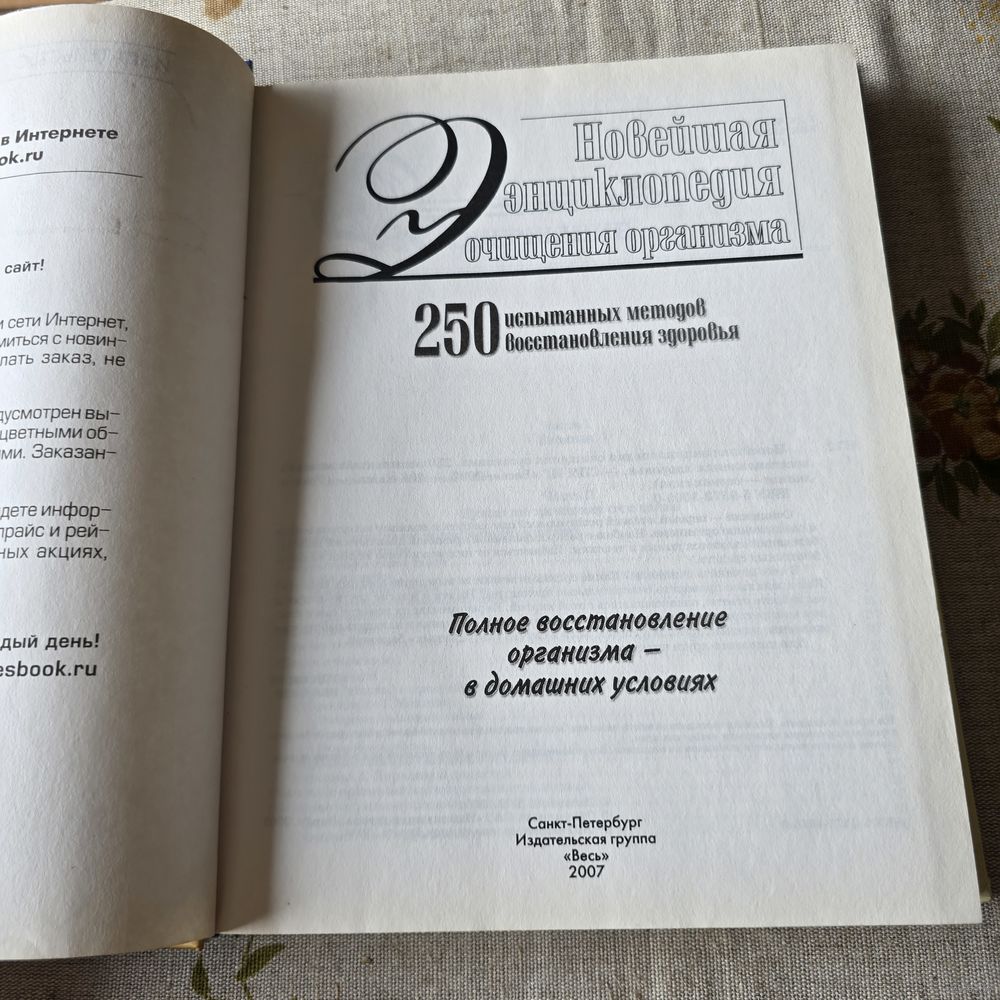 в Интернете
ok.ru
сайт!
и сети Интернет,
миться с новин-
лать заказ, не
дусмотрен вы-
цветными об-
ми. Заказан-
дете инфор-
прайс и рей-
ных акциях,
дый день!
esbook.ru
Новейшая
энциклопедия
очищения организма
250 испытанных методов
восстановления здоровья
Полное восстановление
организма –
в домашних условиях
Санкт-Петербург
Издательская группа
«Весь»
2007